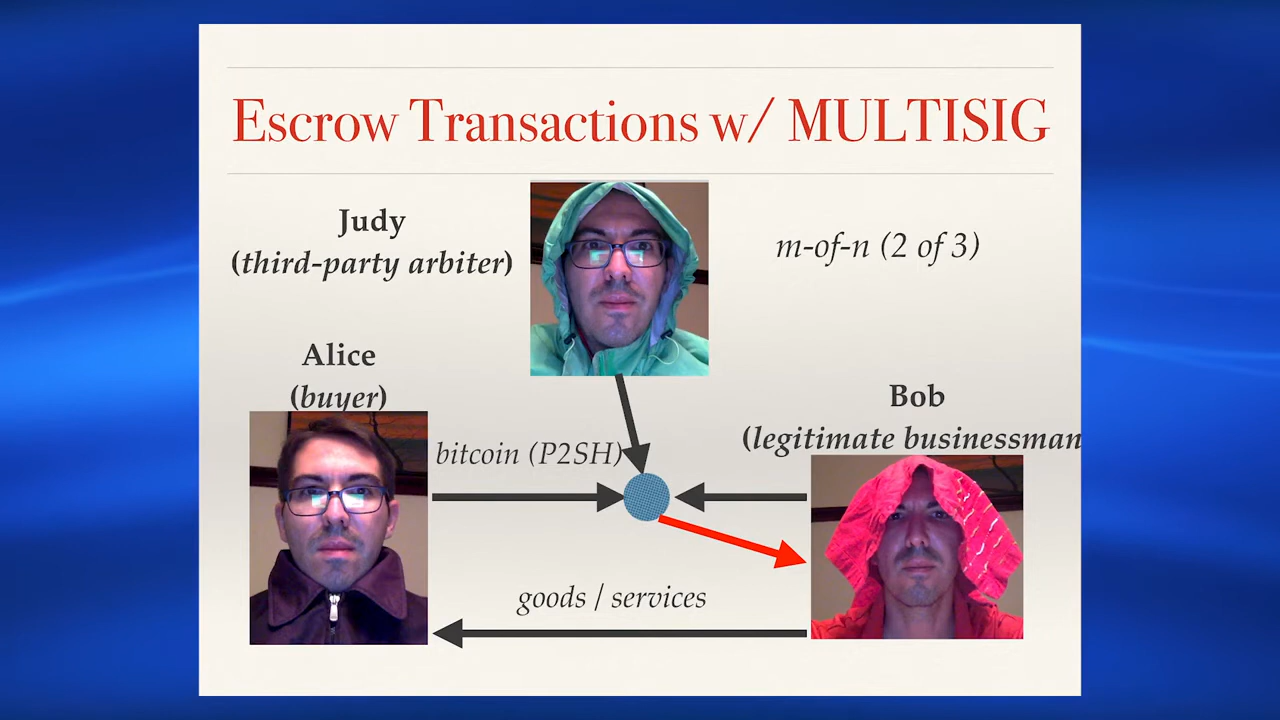 Escrow Transactions w/ MULTISIG
Judy
(third-party arbiter)
m-of-n (2 of 3)
Alice
(buyer)
Bob
(legitimate businessman
bitcoin (P2SH)
goods / services